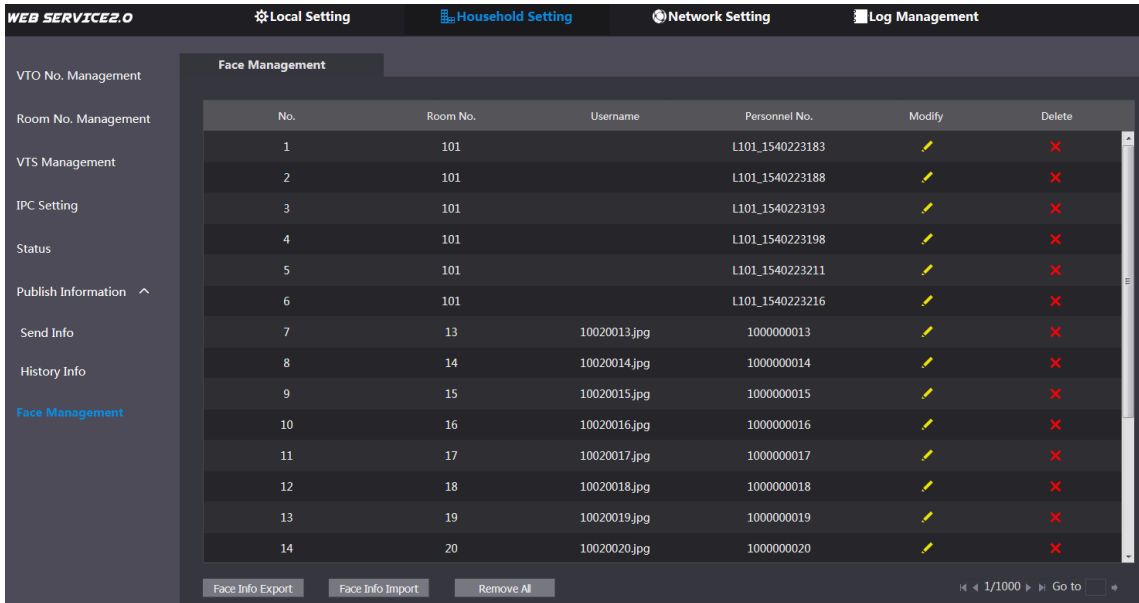 WEB SERVICE2.0 Local Setting Household Setting Network Setting Log Management
VTO No. Management
Room No. Management
VTS Management
IPC Setting
Status
Publish Information
Send Info
History Info
Face Management
Face Management
No. Room No. Username Personnel No. Modify Delete
1 101 L101_1540223183
2 101 L101_1540223188
3 101 L101_1540223193
4 101 L101_1540223198
5 101 L101_1540223211
6 101 L101_1540223216
7 13 10020013.jpg 1000000013
8 14 10020014.jpg 1000000014
9 15 10020015.jpg 1000000015
10 16 10020016.jpg 1000000016
11 17 10020017.jpg 1000000017
12 18 10020018.jpg 1000000018
13 19 10020019.jpg 1000000019
14 20 10020020.jpg 1000000020
Face Info Export Face Info Import Remove All 1/1000 Go to